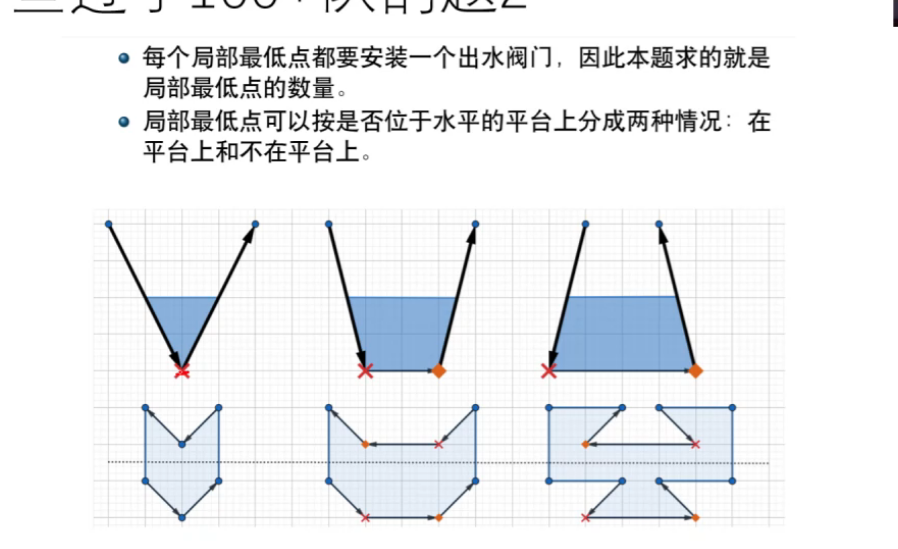 每个局部最低点都要安装一个出水阀门，因此本题求的就是
局部最低点的数量。
局部最低点可以按是否位于水平的平台上分成两种情况：在
平台上和不在平台上。